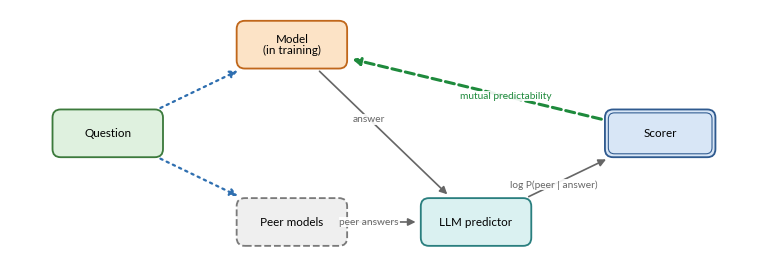 Model
(in training)
mutual predictability
answer
Question
Scorer
log P(peer | answer)
Peer models
peer answers
LLM predictor